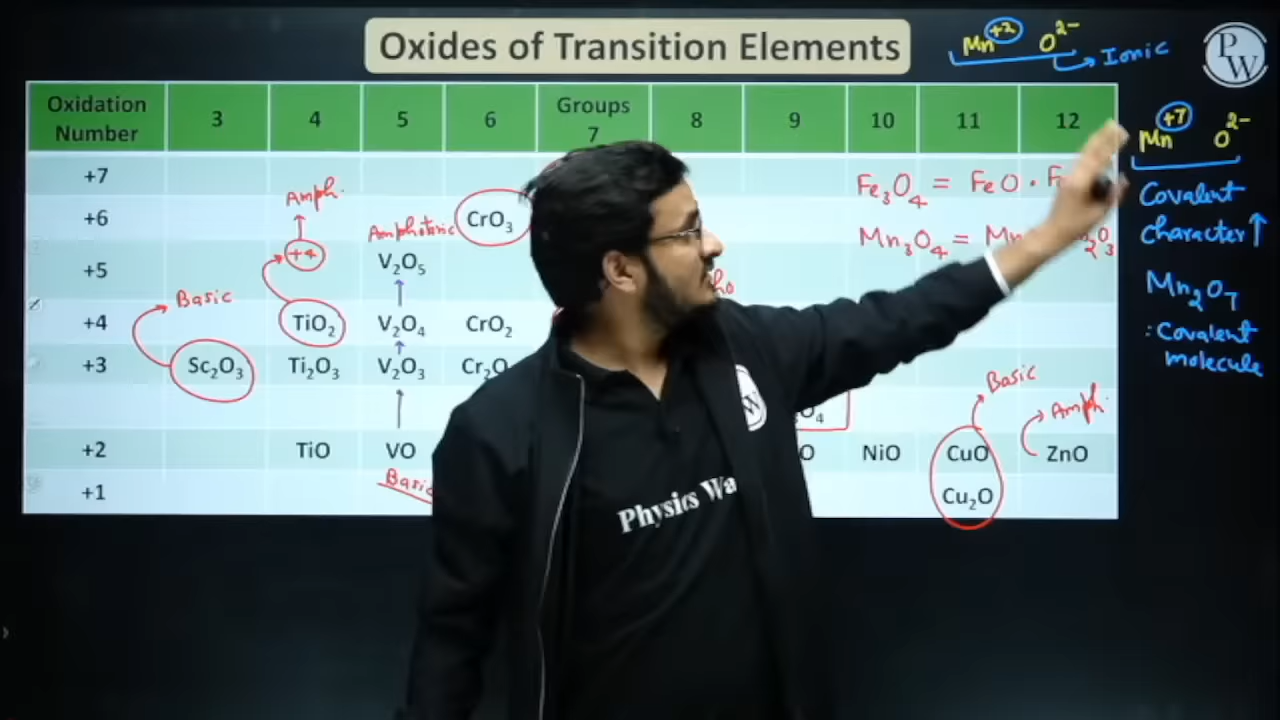 Oxides of Transition Elements
Mn+2 O2-
Ionic
PW
Oxidation Number
3
4
5
6
Groups 7
8
9
10
11
12
Mn+7 O2-
Covalent
character↑
Mn2O7
: Covalent
molecule
+7
Fe3O4 = FeO ·
+6
Amph.
CrO3
Mn3O4 =
+4
Amphoteric
+5
V2O5
Basic
+4
TiO2
V2O4
CrO2
+3
Sc2O3
Ti2O3
V2O3
Basic
Amph.
+2
TiO
VO
NiO
CuO
ZnO
Basic
+1
Cu2O
Physics Wa
W